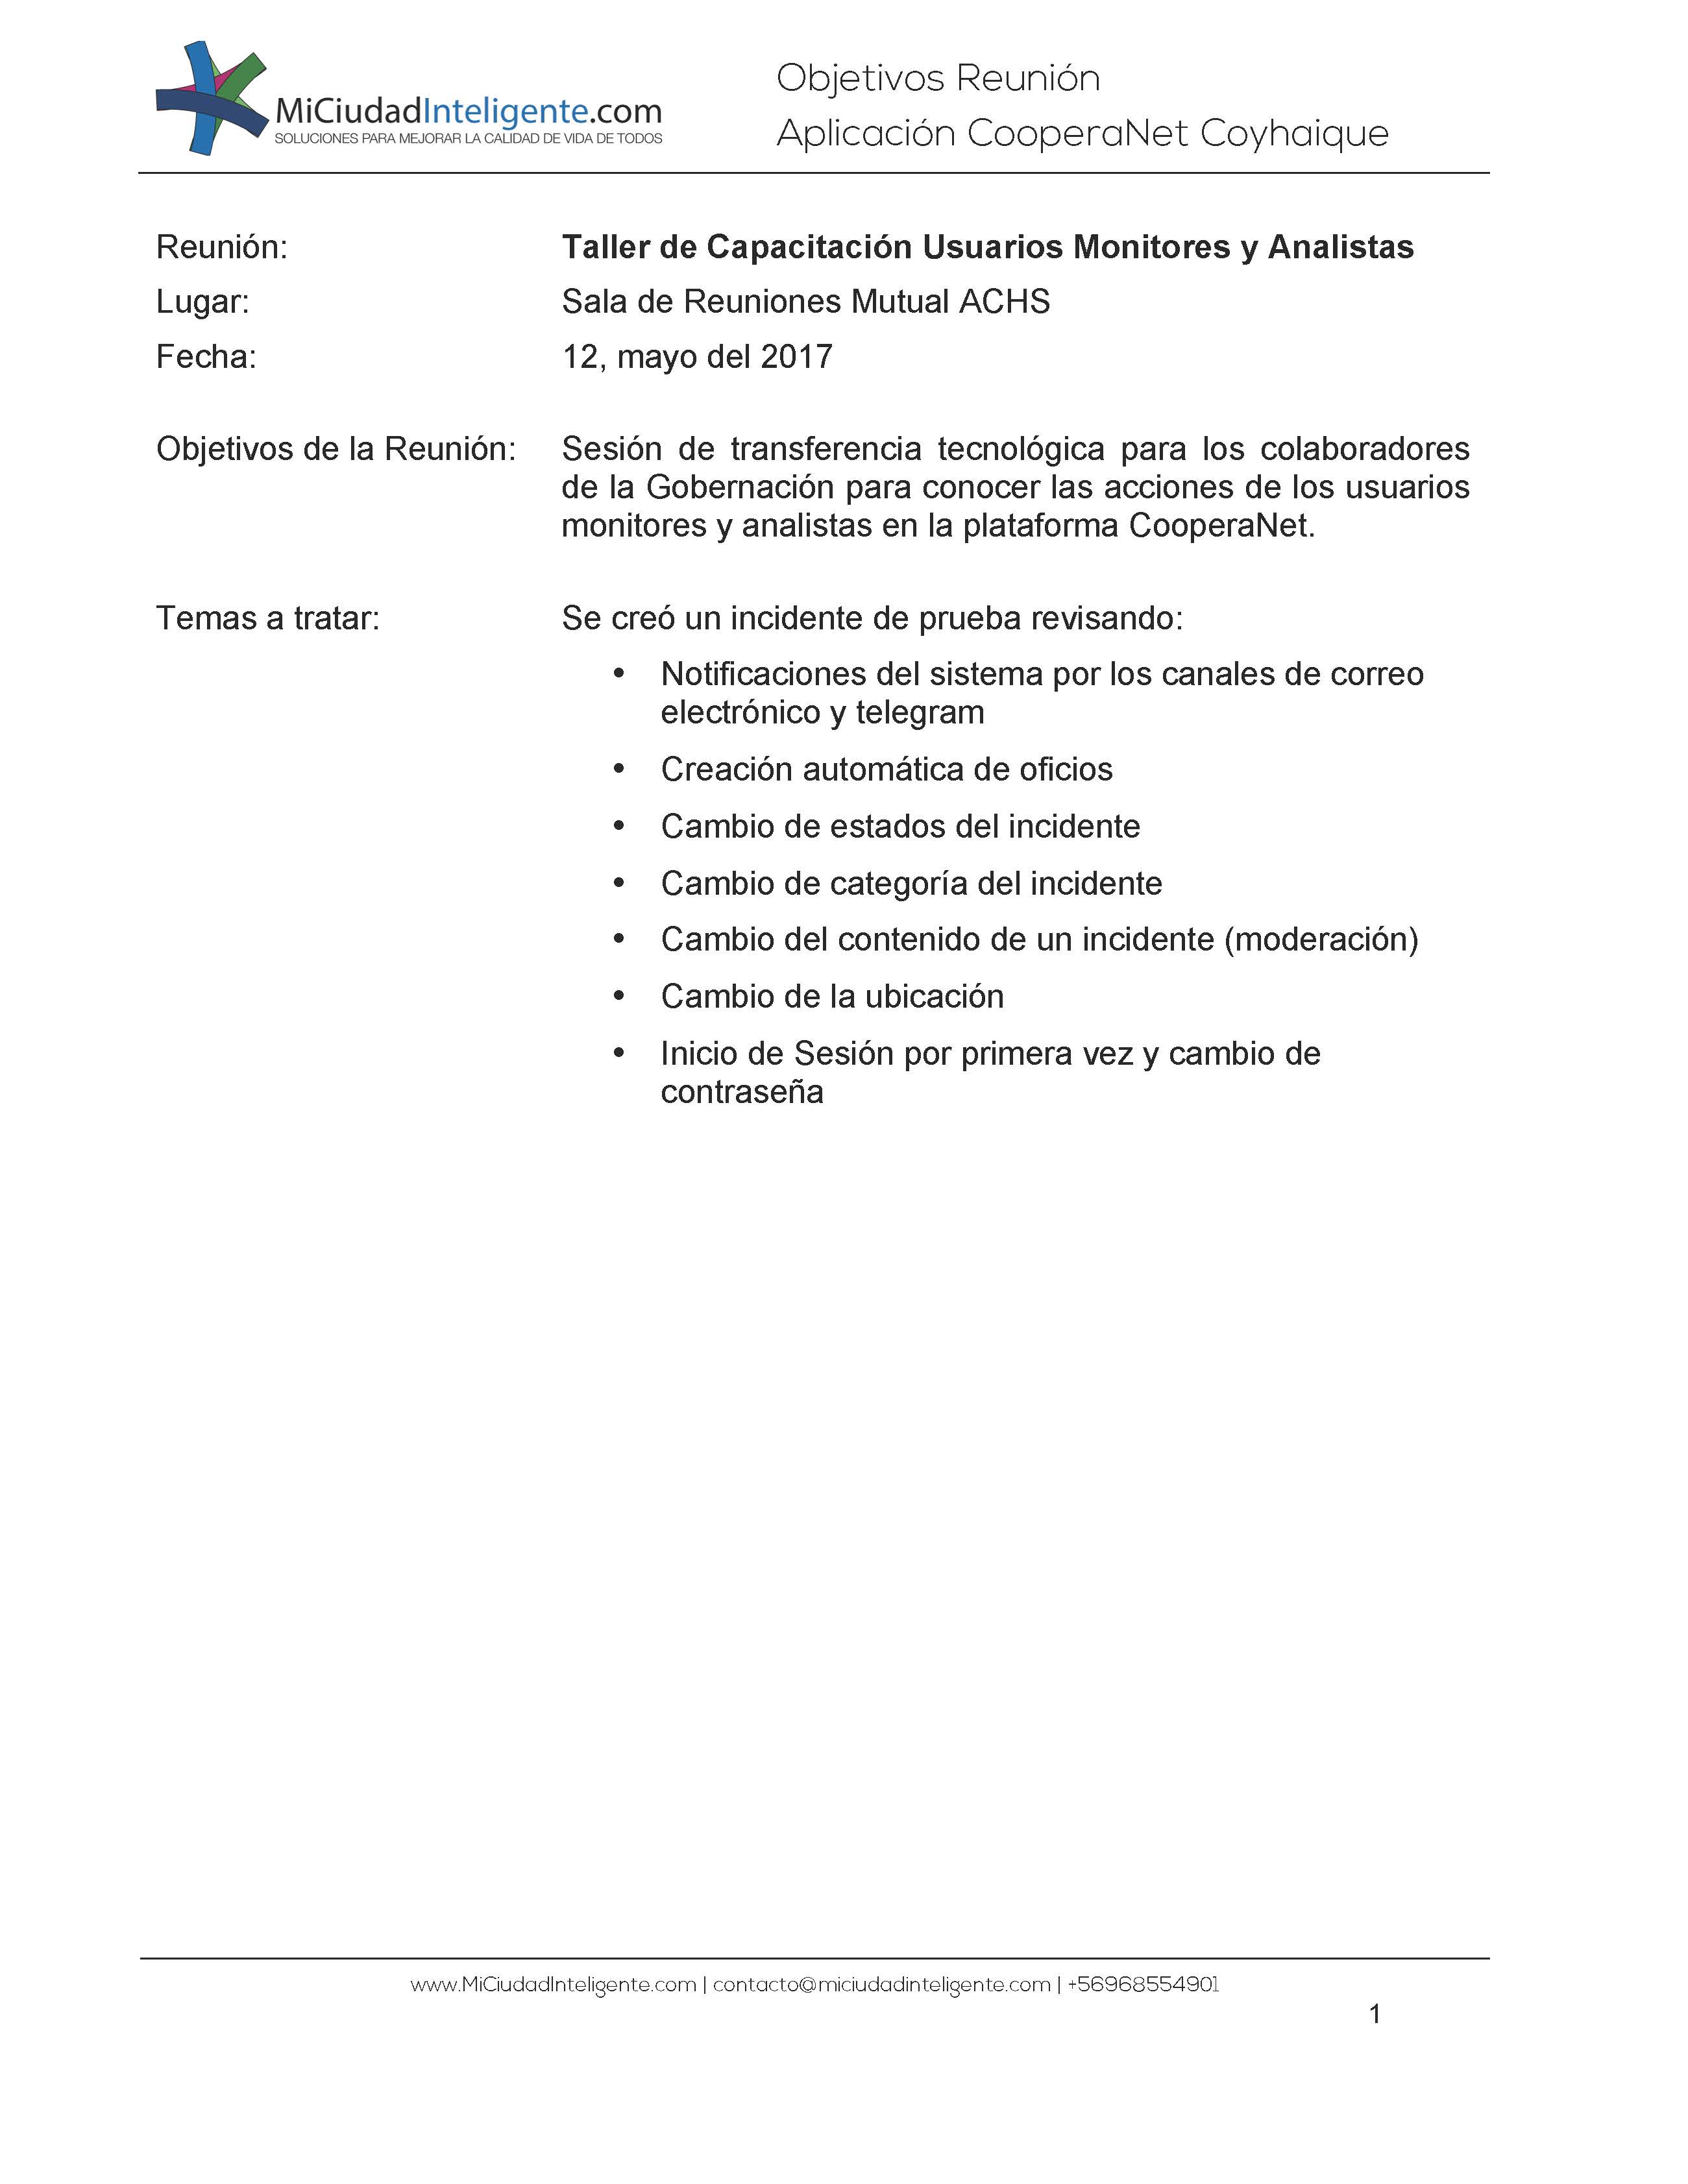 MiCiudadInteligente.com
SOLUCIONES PARA MEJORAR LA CALIDAD DE VIDA DE TODOS
Objetivos Reunión
Aplicación CooperaNet Coyhaique
Reunión: Taller de Capacitación Usuarios Monitores y Analistas
Lugar: Sala de Reuniones Mutual ACHS
Fecha: 12, mayo del 2017
Objetivos de la Reunión: Sesión de transferencia tecnológica para los colaboradores
de la Gobernación para conocer las acciones de los usuarios
monitores y analistas en la plataforma CooperaNet.
Temas a tratar: Se creó un incidente de prueba revisando:
• Notificaciones del sistema por los canales de correo
electrónico y telegram
• Creación automática de oficios
• Cambio de estados del incidente
• Cambio de categoría del incidente
• Cambio del contenido de un incidente (moderación)
• Cambio de la ubicación
• Inicio de Sesión por primera vez y cambio de
contraseña
www.MiCiudadInteligente.com | contacto@miciudadinteligente.com | +56968554901
1